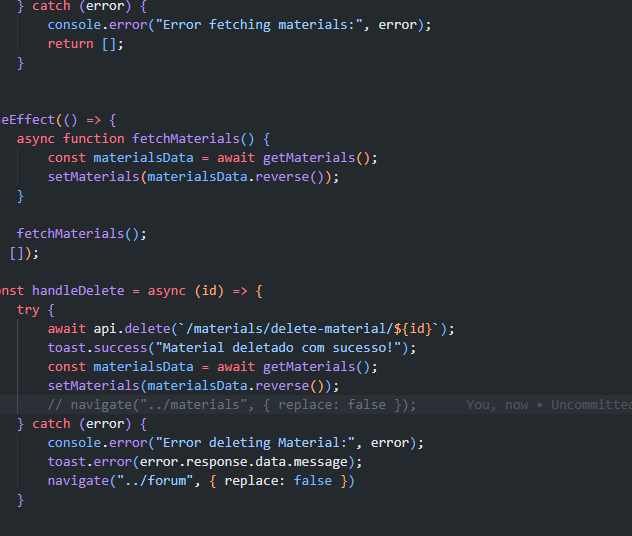 } catch (error) {
console.error("Error fetching materials:", error);
return [];
}
eEffect(() => {
async function fetchMaterials() {
const materialsData = await getMaterials();
setMaterials(materialsData.reverse());
}
fetchMaterials();
[]);
nst handleDelete = async (id) => {
try {
await api.delete(`/materials/delete-material/${id}`);
toast.success("Material deletado com sucesso!");
const materialsData = await getMaterials();
setMaterials(materialsData.reverse());
// navigate("../materials", { replace: false }); You, now • Uncommitted
} catch (error) {
console.error("Error deleting Material:", error);
toast.error(error.response.data.message);
navigate("../forum", { replace: false })
}